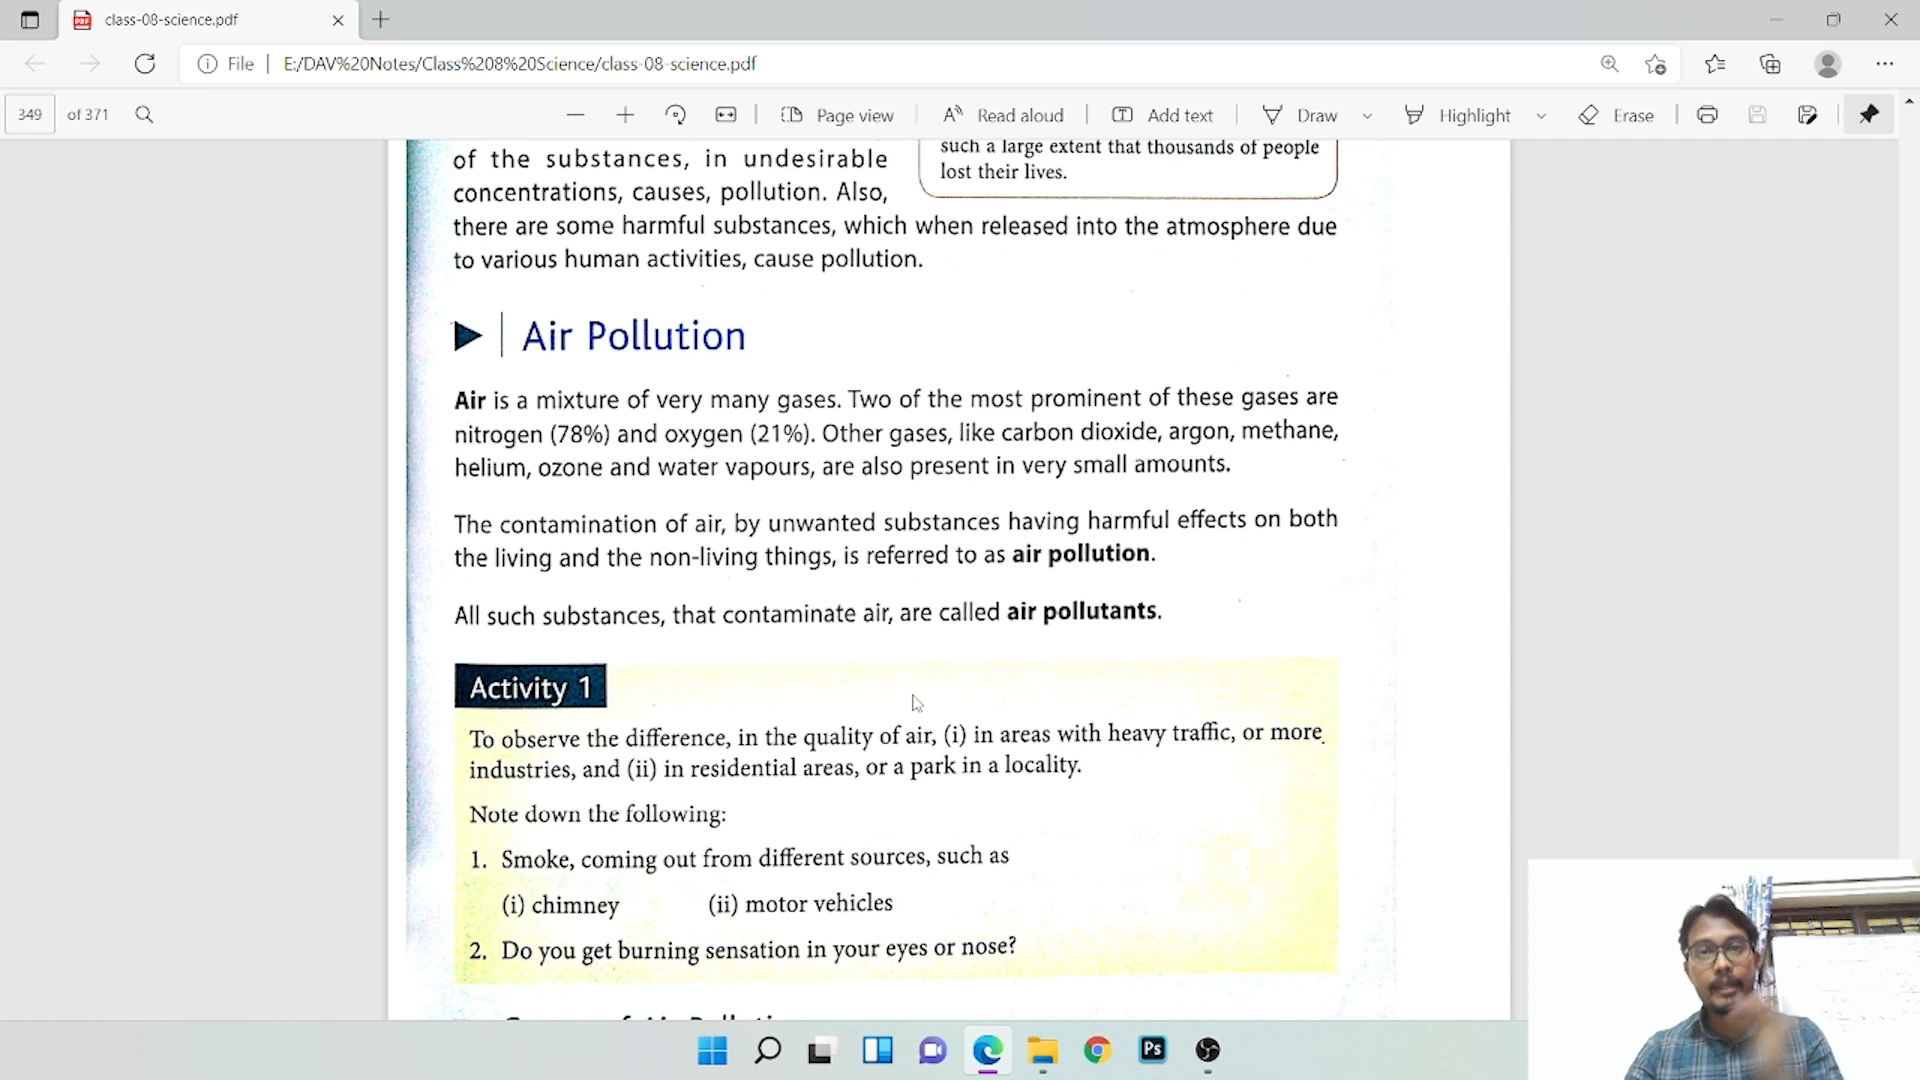 class-08-science.pdf
File
E:/DAV%20Notes/Class%208%20Science/class-08-science.pdf
349 of 371
Page view
Read aloud
Add text
Draw
Highlight
Erase
such a large extent that thousands of people
lost their lives.
of the substances, in undesirable
concentrations, causes, pollution. Also,
there are some harmful substances, which when released into the atmosphere due
to various human activities, cause pollution.
Air Pollution
Air is a mixture of very many gases. Two of the most prominent of these gases are
nitrogen (78%) and oxygen (21%). Other gases, like carbon dioxide, argon, methane,
helium, ozone and water vapours, are also present in very small amounts.
The contamination of air, by unwanted substances having harmful effects on both
the living and the non-living things, is referred to as air pollution.
All such substances, that contaminate air, are called air pollutants.
Activity 1
To observe the difference, in the quality of air, (i) in areas with heavy traffic, or more
industries, and (ii) in residential areas, or a park in a locality.
Note down the following:
1. Smoke, coming out from different sources, such as
(i) chimney (ii) motor vehicles
2. Do you get burning sensation in your eyes or nose?
Ps